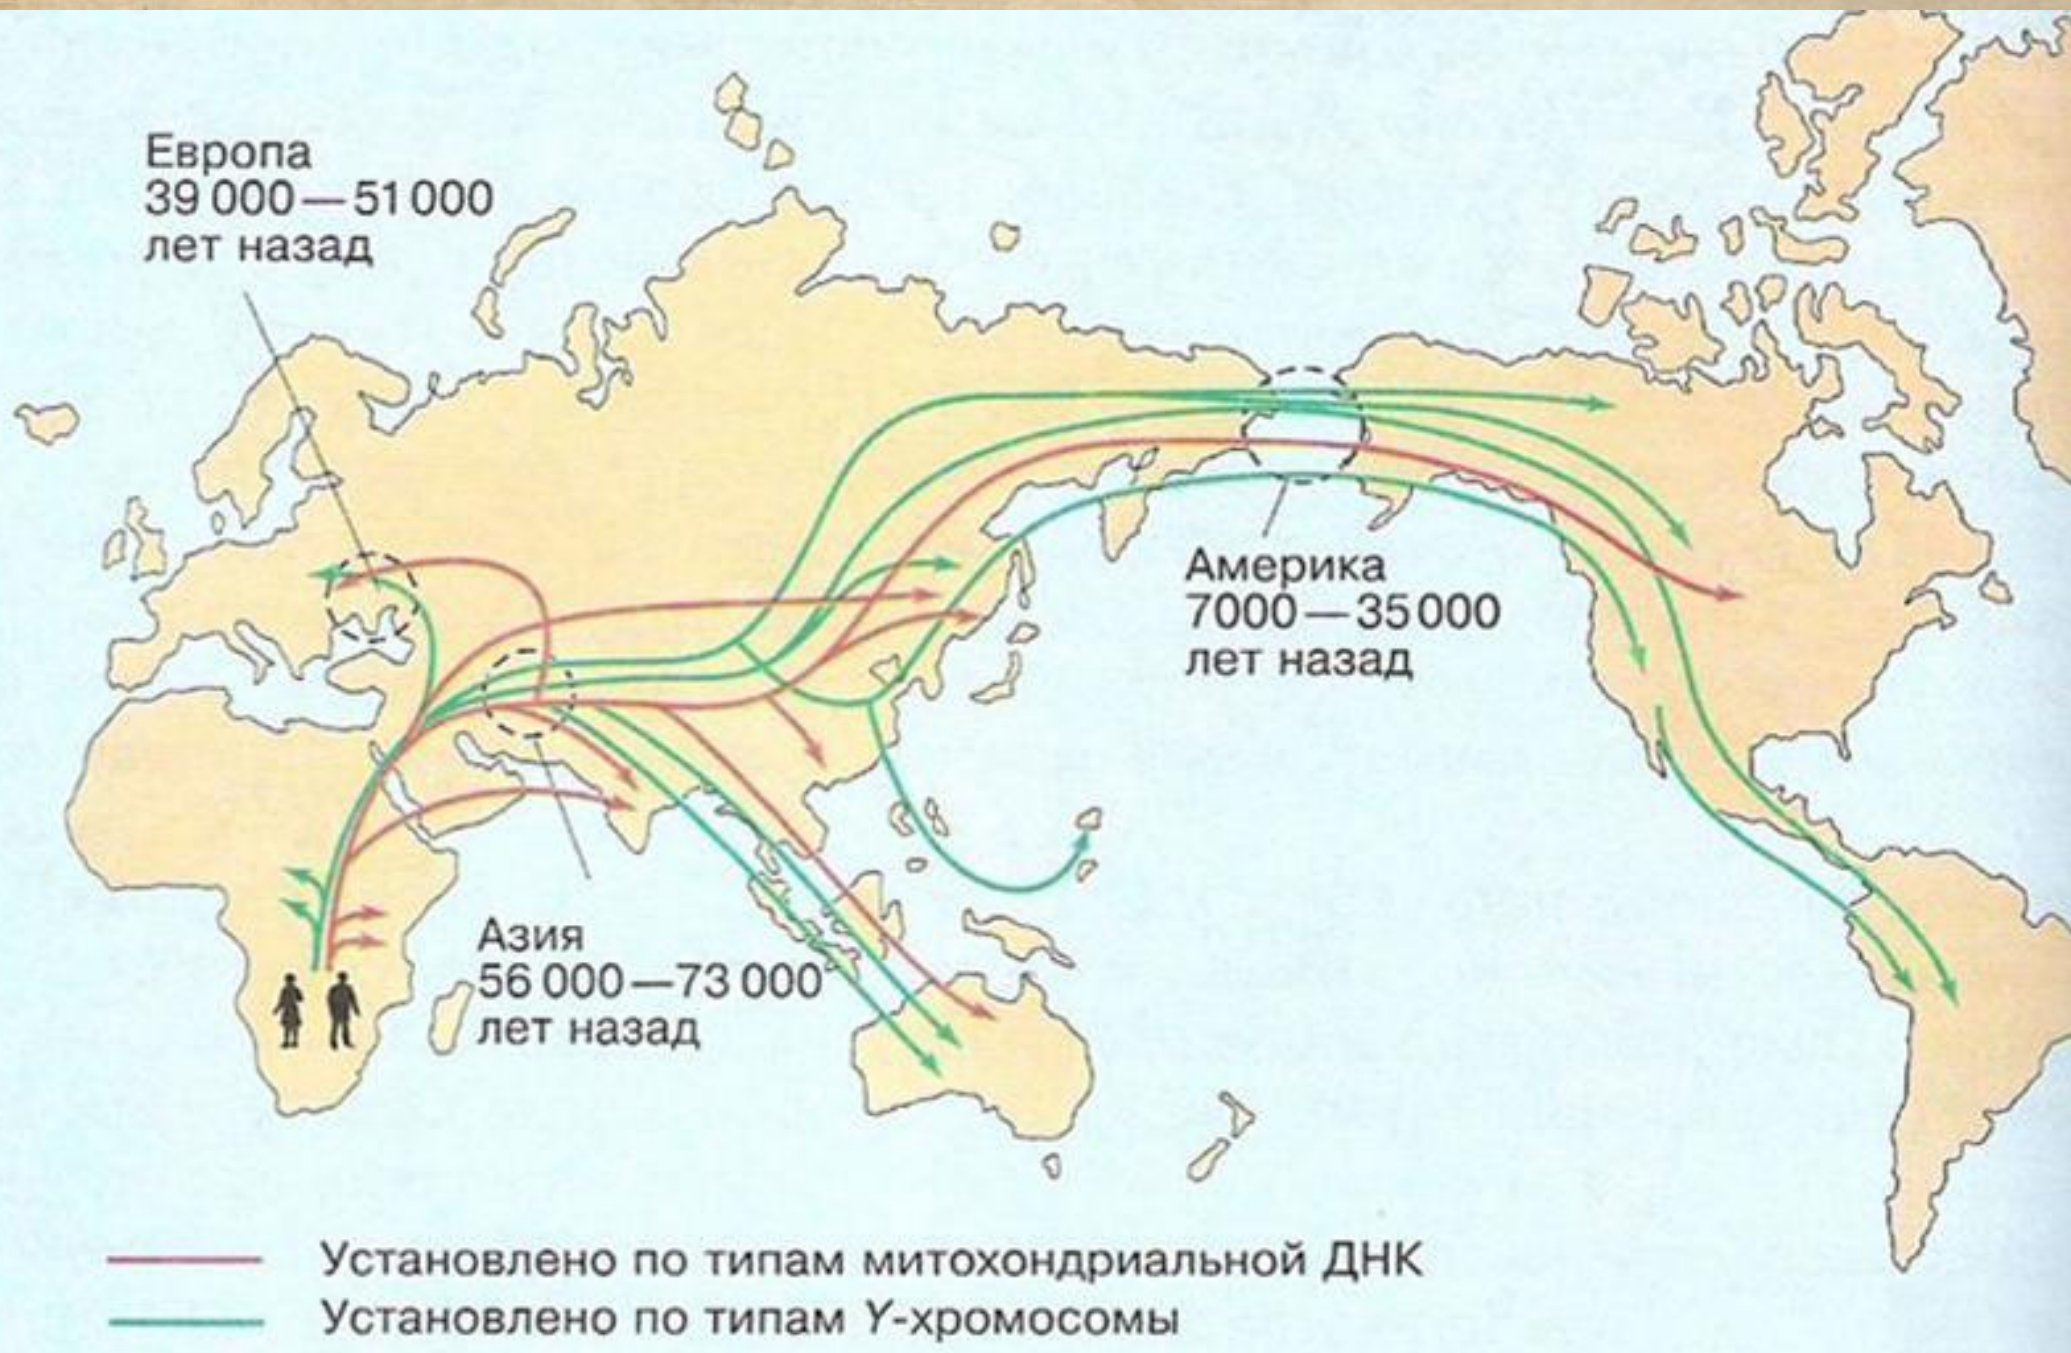 Европа
39 000—51 000
лет назад
Америка
7000—35 000
лет назад
Азия
56 000—73 000
лет назад
Установлено по типам митохондриальной ДНК
Установлено по типам Y-хромосомы